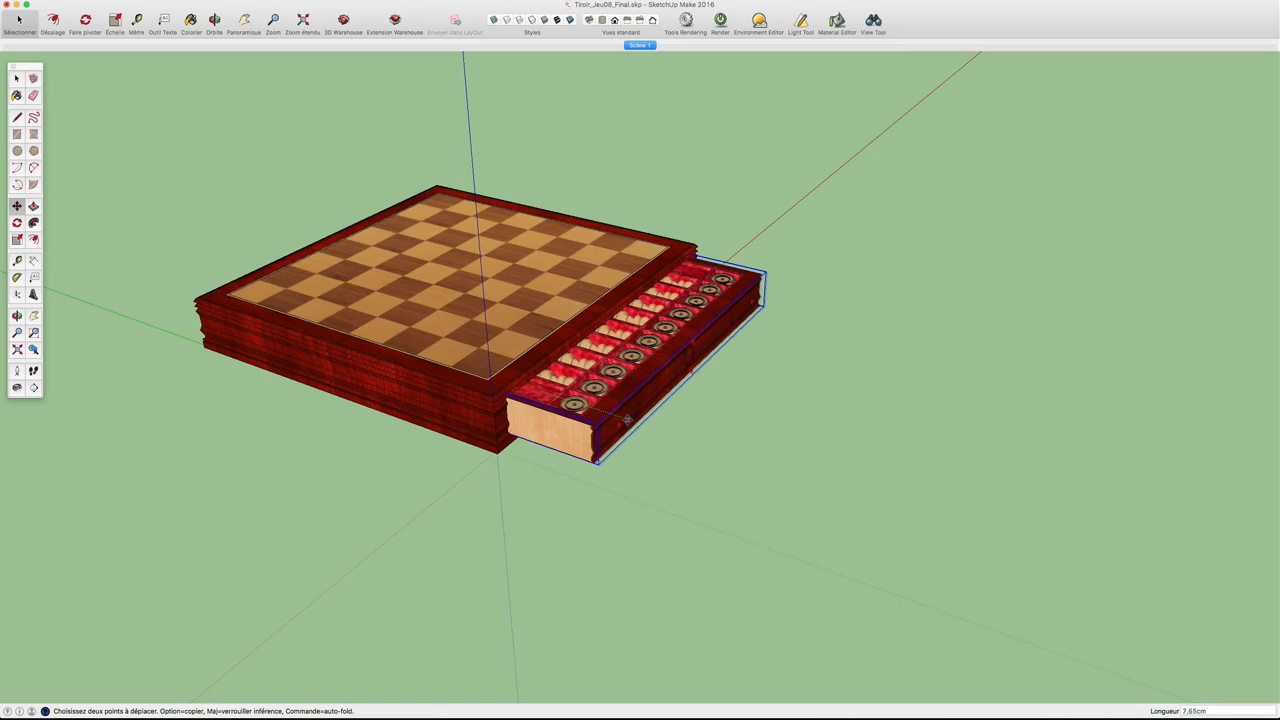 Tiroir_Jeu08_Final.skp - SketchUp Make 2016
Sélectionner Décalage Faire pivoter Échelle Mètre Outil Texte Colorier Orbite Panoramique Zoom Zoom étendu 3D Warehouse Extension Warehouse Envoyer dans LayOut Styles Vues standard Tools Rendering Render Environment Editor Light Tool Material Editor View Tool
Scène 1
Choisissez deux points à déplacer. Option=copier, Maj=verrouiller inférence, Commande=auto-fold.
Longueur 7,65cm